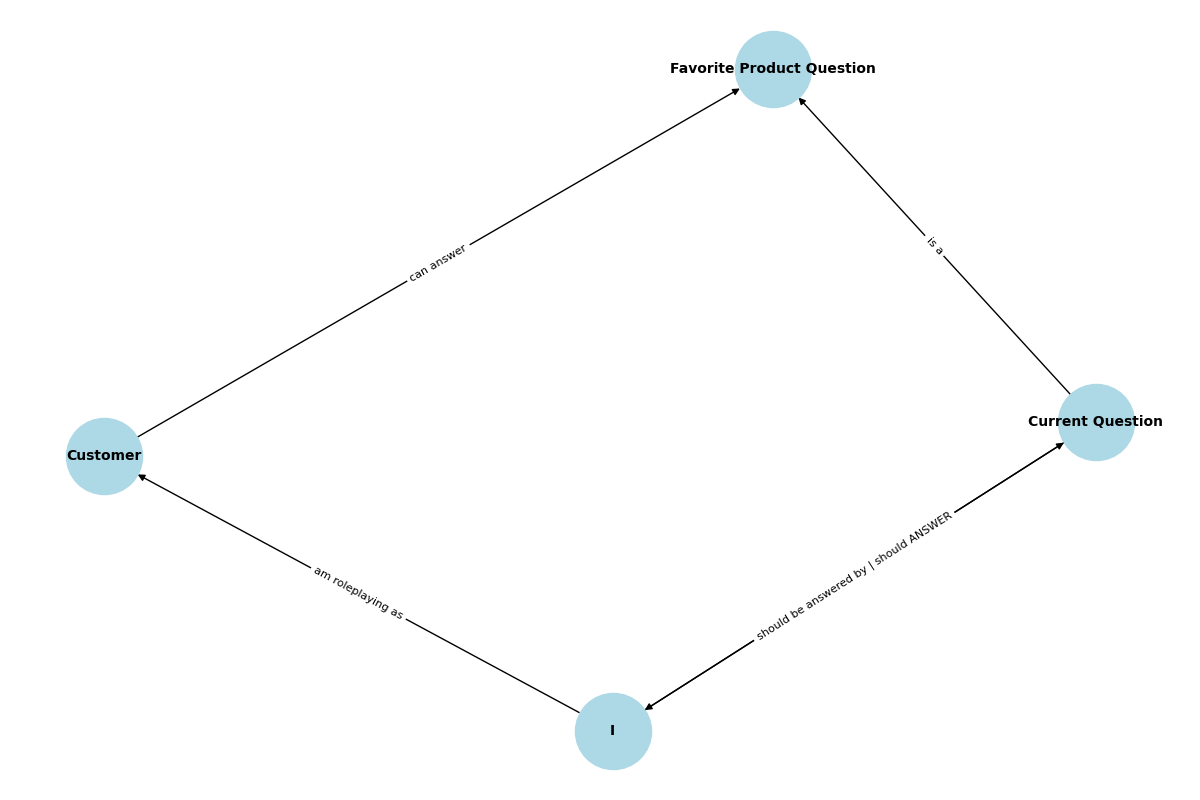 Favorite Product Question
can answer
is a
Current Question
Customer
should be answered by | should ANSWER
am roleplaying as
I